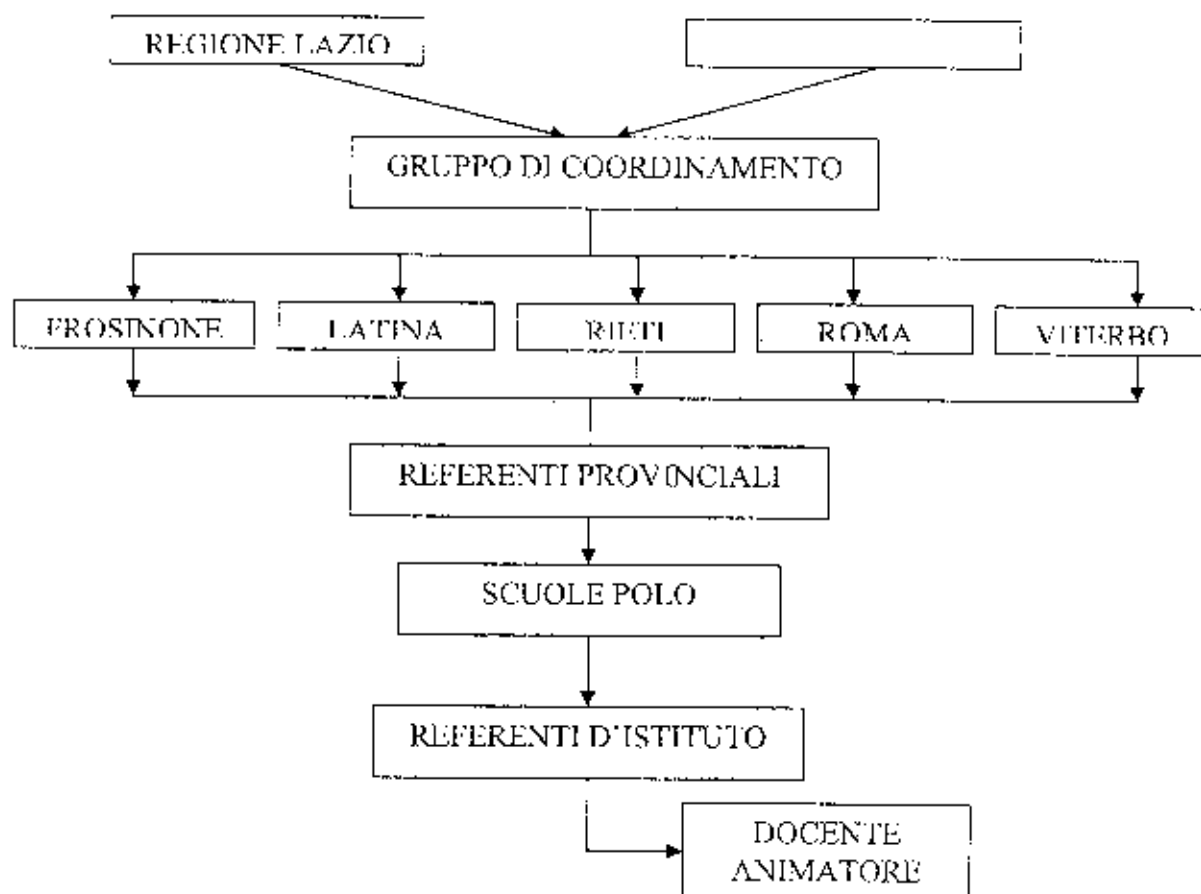 REGIONE LAZIO
GRUPPO DI COORDINAMENTO
FROSINONE
LATINA
RIETI
ROMA
VITERBO
REFERENTI PROVINCIALI
SCUOLE POLO
REFERENTI D'ISTITUTO
DOCENTE
ANIMATORE